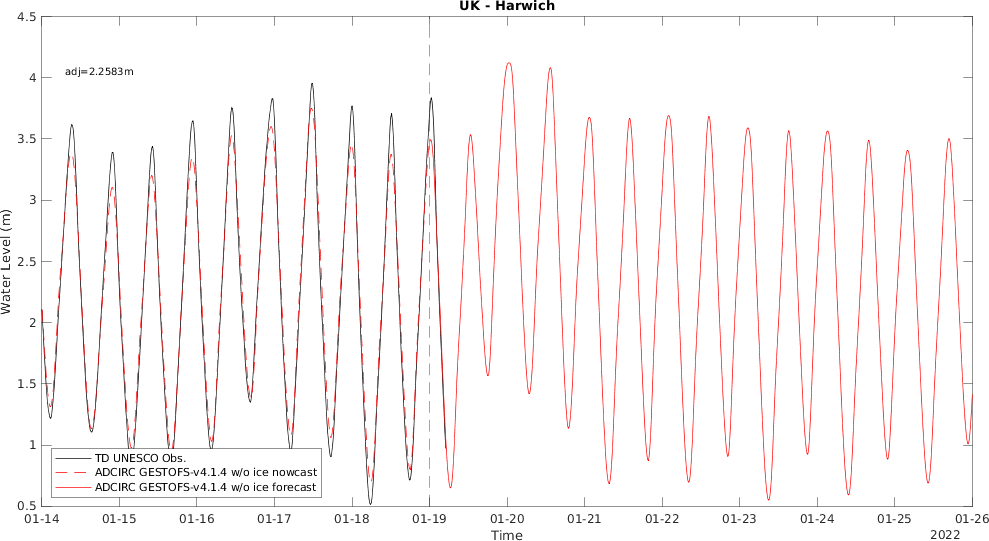 UK - Harwich
adj=2.2583m
Water Level (m)
4.5
4
3.5
3
2.5
2
1.5
1
0.5
TD UNESCO Obs.
ADCIRC GESTOFS-v4.1.4 w/o ice nowcast
ADCIRC GESTOFS-v4.1.4 w/o ice forecast
01-14 01-15 01-16 01-17 01-18 01-19 01-20 01-21 01-22 01-23 01-24 01-25 01-26
Time
2022